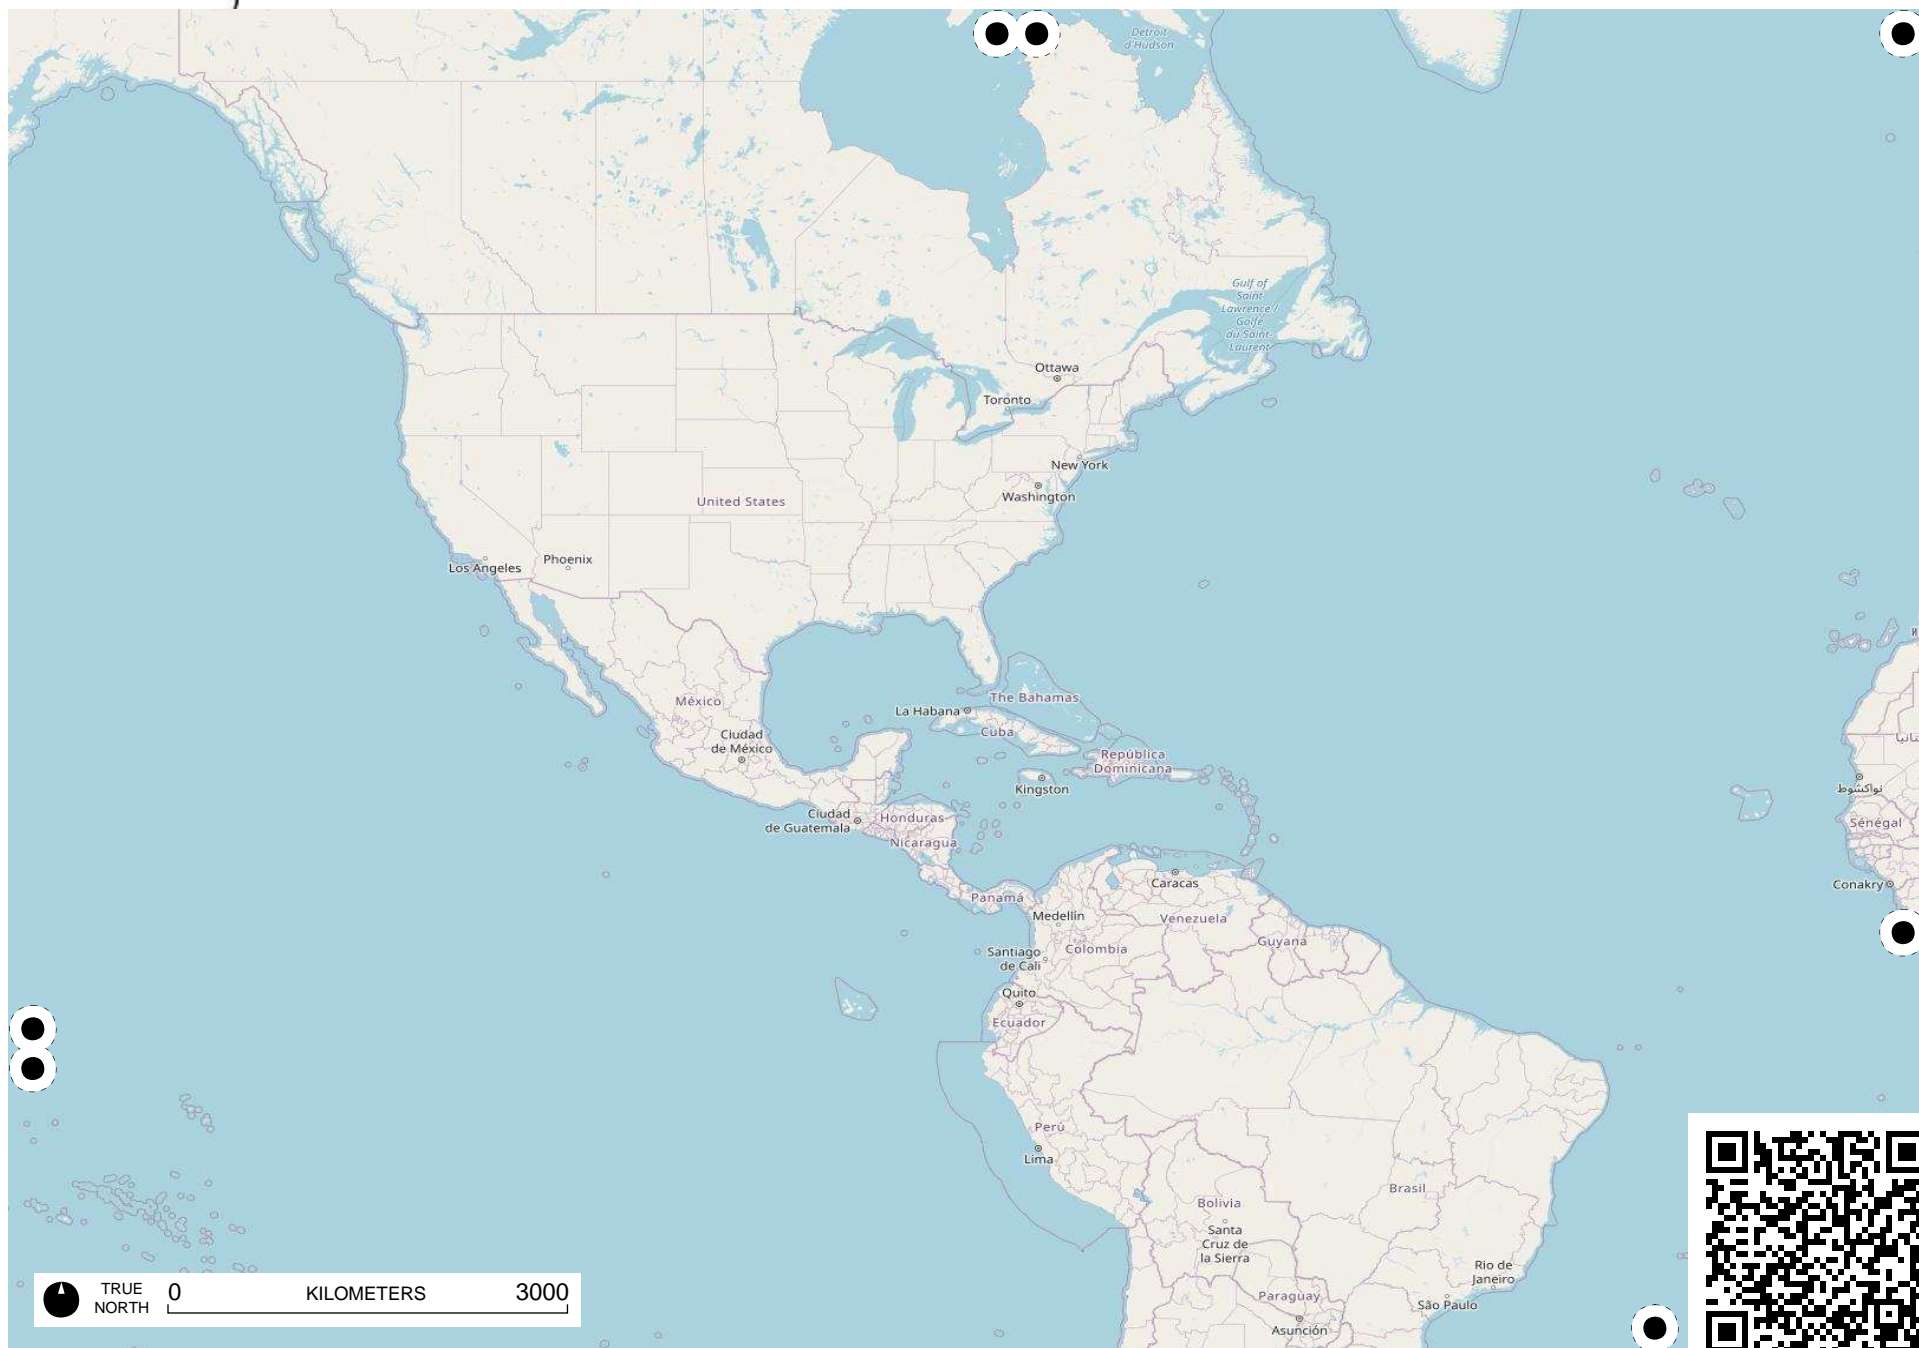 Détroit
d'Hudson
Gulf of
Saint
Lawrence /
Golfe
du Saint-
Laurent
Ottawa
Toronto
New York
Washington
United States
Los Angeles
Phoenix
México
Ciudad
de México
La Habana
The Bahamas
Cuba
República
Dominicana
Kingston
Ciudad
de Guatemala
Honduras
Nicaragua
نواكشوط
Sénégal
Conakry
Panamá
Caracas
Medellín
Venezuela
Guyana
Colombia
Santiago
de Cali
Quito
Ecuador
Perú
Lima
Brasil
Bolivia
Santa
Cruz de
la Sierra
Rio de
Janeiro
São Paulo
Paraguay
Asunción
TRUE
NORTH
0 KILOMETERS 3000